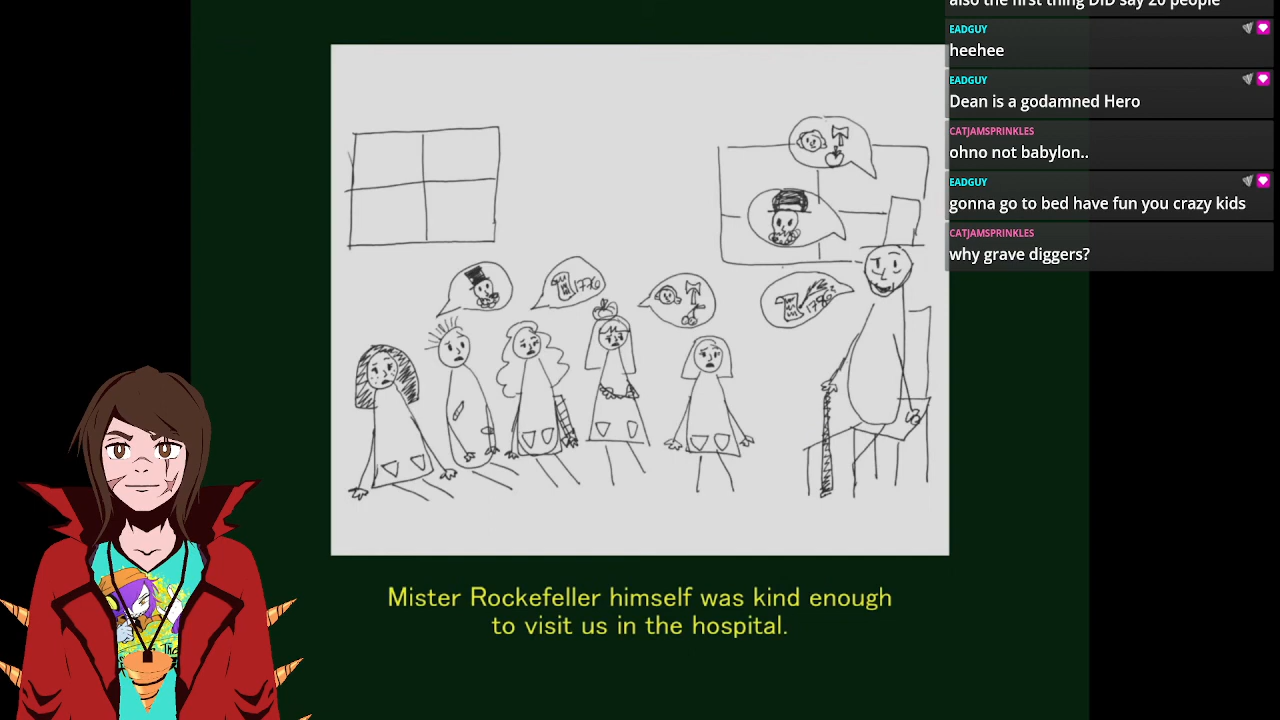 also the first thing DID say 20 people
EADGUY
heehee
EADGUY
Dean is a godamned Hero
CATJAMSPRINKLES
ohno not babylon..
EADGUY
gonna go to bed have fun you crazy kids
CATJAMSPRINKLES
why grave diggers?
1776
Mister Rockefeller himself was kind enough
to visit us in the hospital.